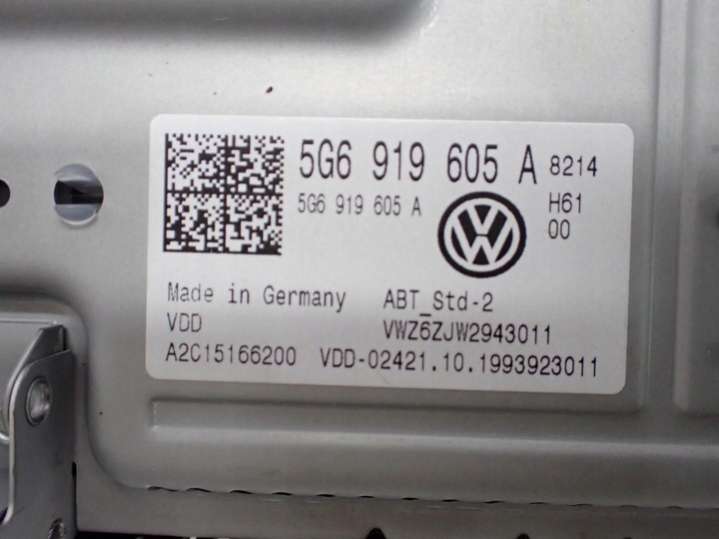 5G6 919 605 A 8214
5G6 919 605 A H61
00
Made in Germany ABT_Std-2
VDD VWZ6ZJW2943011
A2C15166200 VDD-02421.10.1993923011